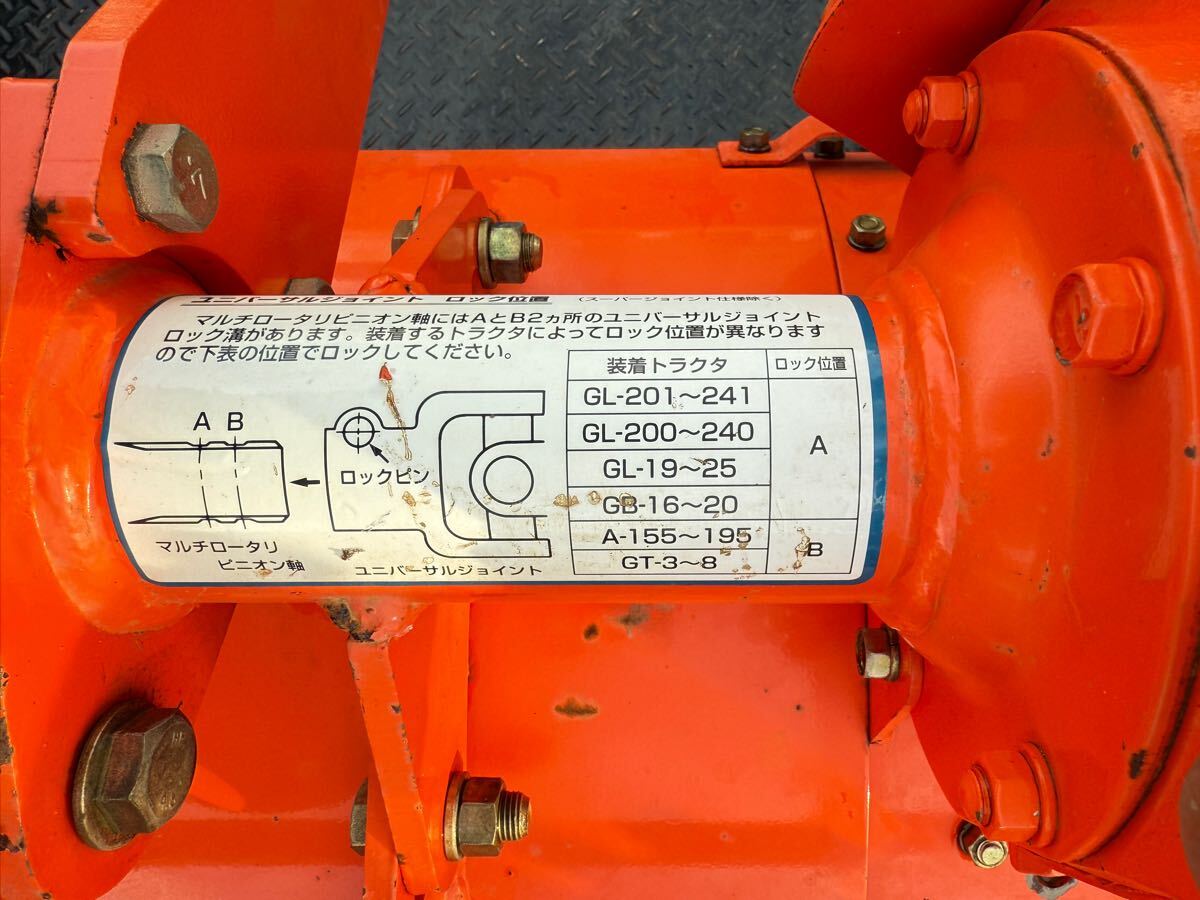 ユニバーサルジョイント ロック位置 (スーパージョイント仕様除く)
マルチロータリピニオン軸にはAとB2ヵ所のユニバーサルジョイント
ロック溝があります。装着するトラクタによってロック位置が異なります
ので下表の位置でロックしてください。
A B
ロックピン
マルチロータリ
ピニオン軸
ユニバーサルジョイント
装着トラクタ ロック位置
GL-201～241
GL-200～240
GL-19～25
GB-16～20
A
A-155～195
GT-3～8
B
7